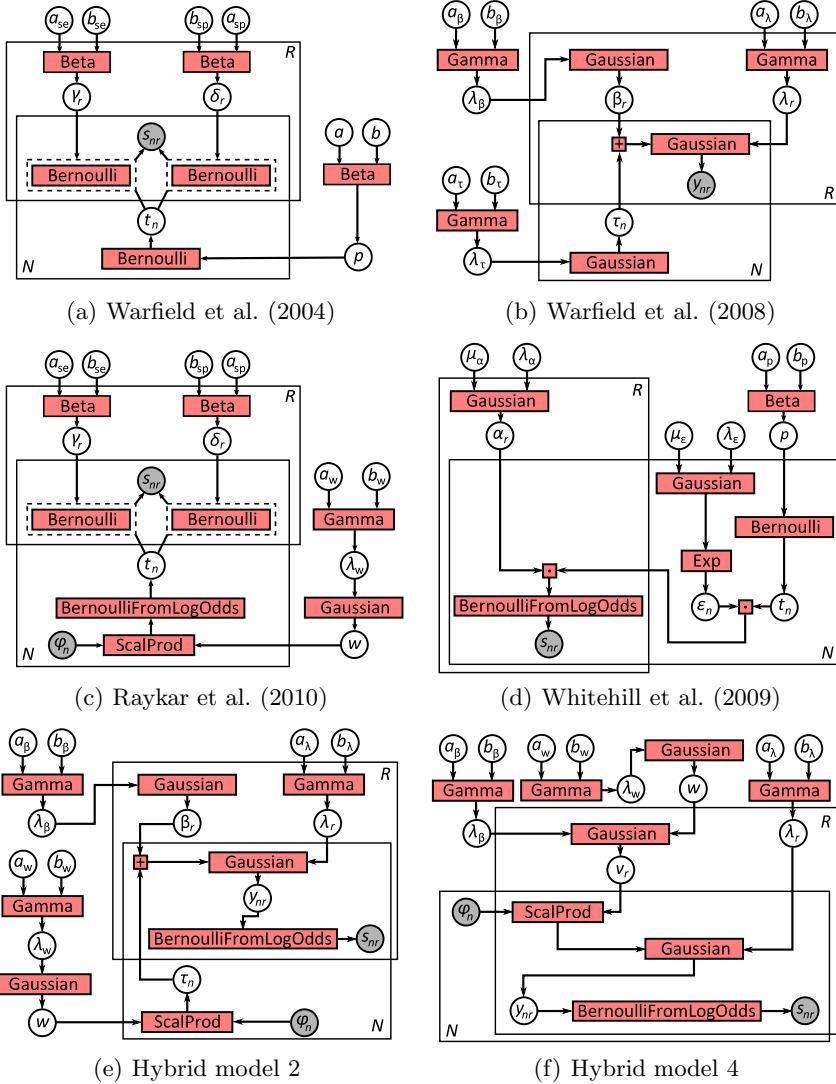 a_se b_se b_sp a_sp
Beta Beta R
γ_r δ_r
s_nr a b
Bernoulli Bernoulli Beta
t_n
N Bernoulli p
(a) Warfield et al. (2004)
a_β b_β a_λ b_λ
Gamma Gaussian Gamma
λ_β β_r λ_r
+ Gaussian
a_τ b_τ y_nr
Gamma τ_n R
λ_τ Gaussian N
(b) Warfield et al. (2008)
a_se b_se b_sp a_sp
Beta Beta R
γ_r δ_r
s_nr a_w b_w
Bernoulli Bernoulli Gamma
t_n λ_w
BernoulliFromLogOdds Gaussian
N φ_n ScalProd w
(c) Raykar et al. (2010)
μ_α λ_α a_p b_p
Gaussian R Beta
α_r μ_ε λ_ε p
Gaussian
Bernoulli
· Exp
BernoulliFromLogOdds ε_n · t_n
s_nr N
(d) Whitehill et al. (2009)
a_β b_β a_λ b_λ
Gamma Gaussian Gamma R
λ_β β_r λ_r
a_w b_w + Gaussian
Gamma y_nr
λ_w BernoulliFromLogOdds s_nr
Gaussian τ_n
w ScalProd φ_n N
(e) Hybrid model 2
a_β b_β a_w b_w Gaussian a_λ b_λ
Gamma Gamma λ_w w Gamma
λ_β Gaussian λ_r R
v_r
φ_n ScalProd
Gaussian
N y_nr BernoulliFromLogOdds s_nr
(f) Hybrid model 4